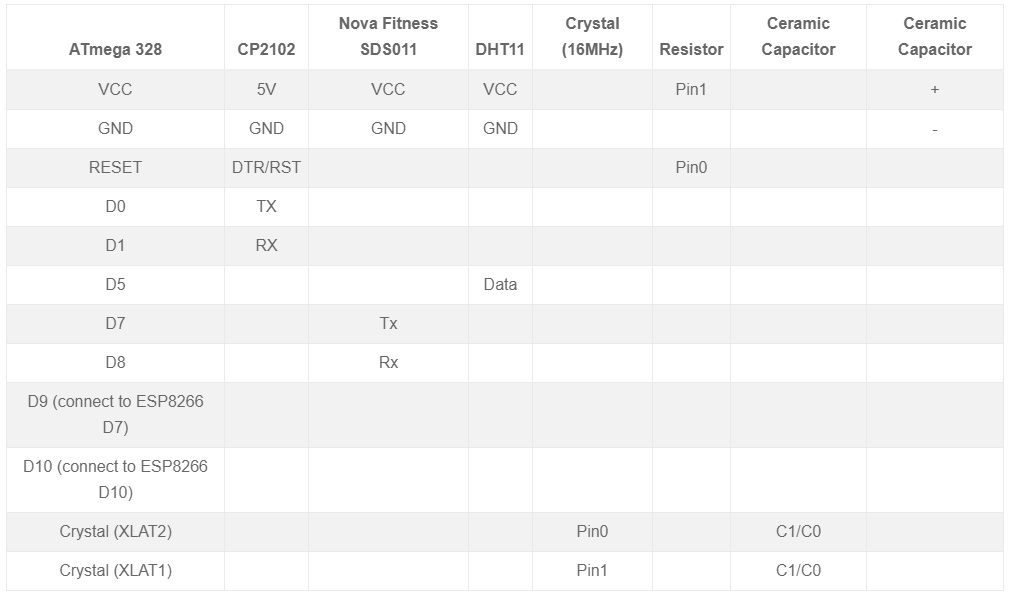 ATmega 328 CP2102 Nova Fitness SDS011 DHT11 Crystal (16MHz) Resistor Ceramic Capacitor Ceramic Capacitor
VCC 5V VCC VCC Pin1 +
GND GND GND GND -
RESET DTR/RST Pin0
D0 TX
D1 RX
D5 Data
D7 Tx
D8 Rx
D9 (connect to ESP8266
D7)
D10 (connect to ESP8266
D10)
Crystal (XLAT2) Pin0 C1/C0
Crystal (XLAT1) Pin1 C1/C0